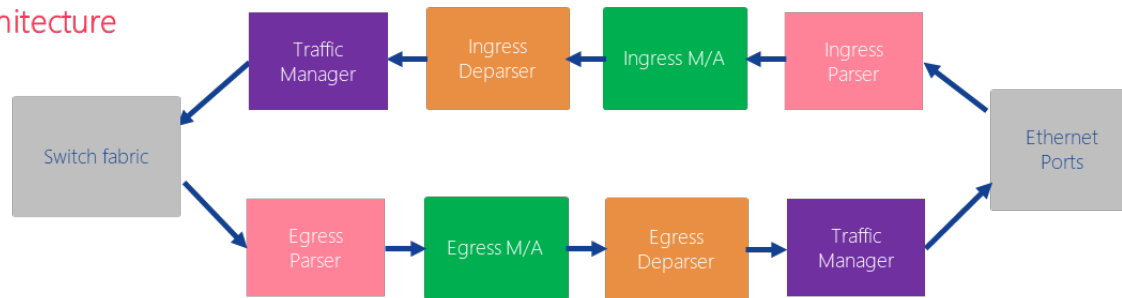 hitecture
Traffic
Manager
Ingress
Deparser
Ingress M/A
Ingress
Parser
Switch fabric
Ethernet
Ports
Egress
Parser
Egress M/A
Egress
Deparser
Traffic
Manager